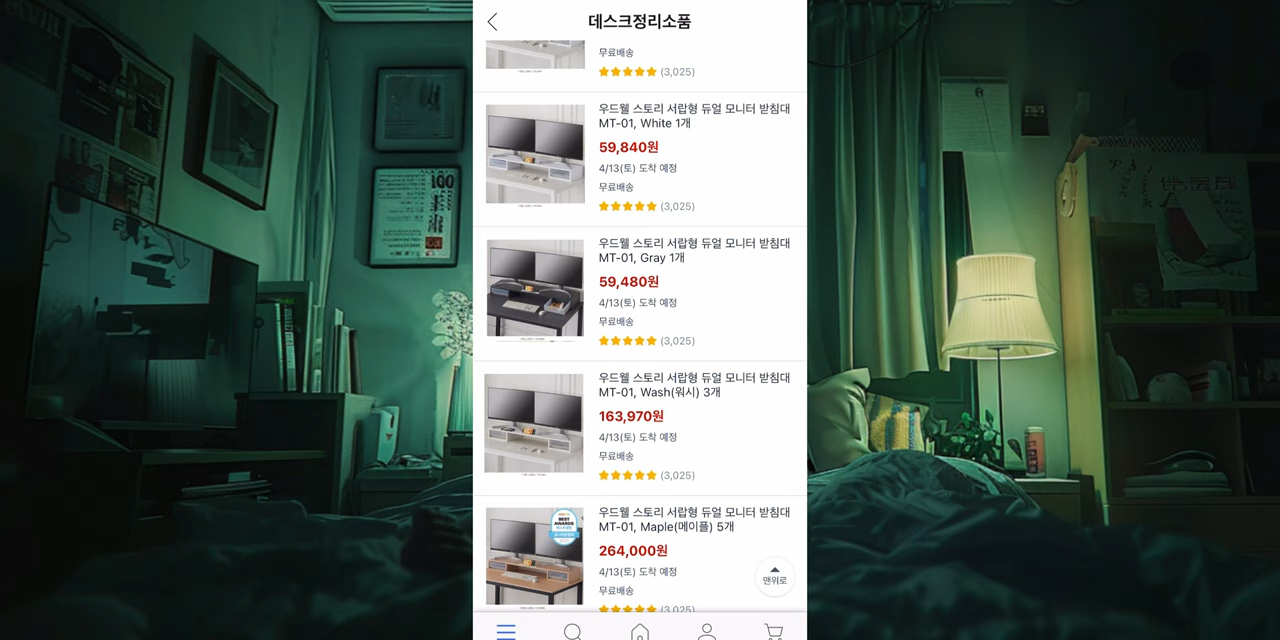 데스크정리소품
무료배송
(3,025)
우드웰 스토리 서랍형 듀얼 모니터 받침대
MT-01, White 1개
59,840원
4/13(토) 도착 예정
무료배송
(3,025)
우드웰 스토리 서랍형 듀얼 모니터 받침대
MT-01, Gray 1개
59,480원
4/13(토) 도착 예정
무료배송
(3,025)
우드웰 스토리 서랍형 듀얼 모니터 받침대
MT-01, Wash(워시) 3개
163,970원
4/13(토) 도착 예정
무료배송
(3,025)
BEST
AWARDS
우드웰 스토리 서랍형 듀얼 모니터 받침대
MT-01, Maple(메이플) 5개
264,000원
4/13(토) 도착 예정
무료배송
(3,025)
맨위로
100